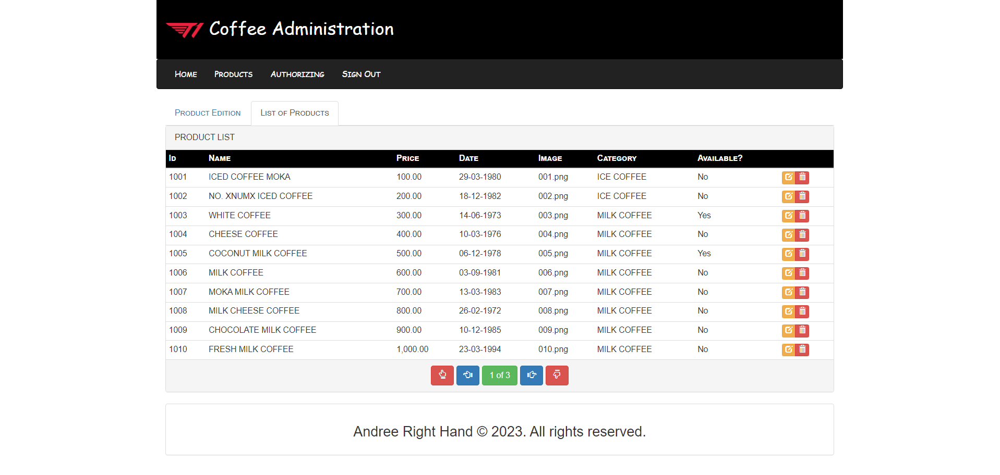 T1 Coffee Administration
Home Products Authorizing Sign Out
Product Edition List of Products
PRODUCT LIST
Id Name Price Date Image Category Available?
1001 ICED COFFEE MOKA 100.00 29-03-1980 001.png ICE COFFEE No
1002 NO. XNUMX ICED COFFEE 200.00 18-12-1982 002.png ICE COFFEE No
1003 WHITE COFFEE 300.00 14-06-1973 003.png MILK COFFEE Yes
1004 CHEESE COFFEE 400.00 10-03-1976 004.png MILK COFFEE No
1005 COCONUT MILK COFFEE 500.00 06-12-1978 005.png MILK COFFEE Yes
1006 MILK COFFEE 600.00 03-09-1981 006.png MILK COFFEE No
1007 MOKA MILK COFFEE 700.00 13-03-1983 007.png MILK COFFEE No
1008 MILK CHEESE COFFEE 800.00 26-02-1972 008.png MILK COFFEE No
1009 CHOCOLATE MILK COFFEE 900.00 10-12-1985 009.png MILK COFFEE No
1010 FRESH MILK COFFEE 1,000.00 23-03-1994 010.png MILK COFFEE No
1 of 3
Andree Right Hand © 2023. All rights reserved.